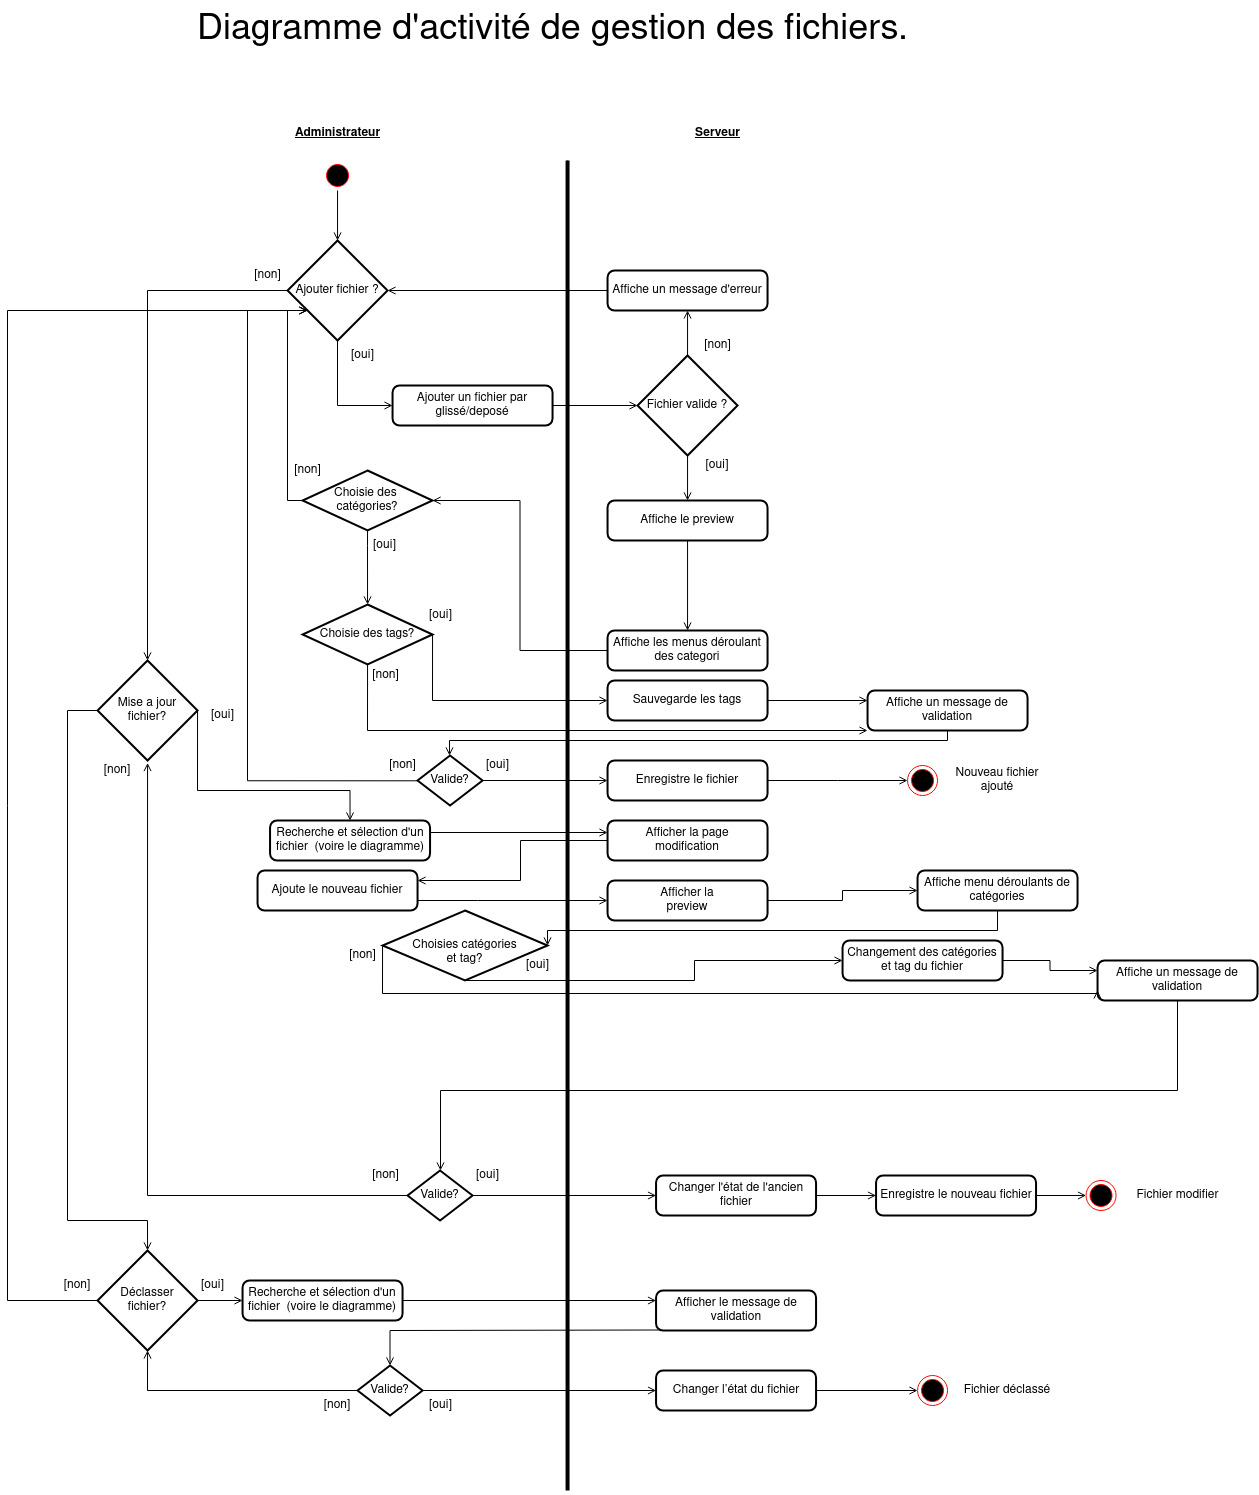 Diagramme d'activité de gestion des fichiers.
Administrateur
Serveur
[non]
Ajouter fichier ?
Affiche un message d'erreur
[oui]
[non]
Ajouter un fichier par
glissé/deposé
Fichier valide ?
[oui]
[non]
Choisie des
catégories?
Affiche le preview
[oui]
[oui]
Choisie des tags?
Affiche les menus déroulant
des categori
[non]
Mise a jour
fichier?
[oui]
[non]
Sauvegarde les tags
Affiche un message de
validation
[non]
Valide?
[oui]
Enregistre le fichier
Nouveau fichier
ajouté
Recherche et sélection d'un
fichier  (voire le diagramme)
Afficher la page
modification
Ajoute le nouveau fichier
Afficher la
preview
Affiche menu déroulants de
catégories
[non]
Choisies catégories
et tag?
[oui]
Changement des catégories
et tag du fichier
Affiche un message de
validation
[non]
Valide?
[oui]
Changer l'état de l'ancien
fichier
Enregistre le nouveau fichier
Fichier modifier
[non]
Déclasser
fichier?
[oui]
Recherche et sélection d'un
fichier  (voire le diagramme)
Afficher le message de
validation
Valide?
[non]
[oui]
Changer l'état du fichier
Fichier déclassé